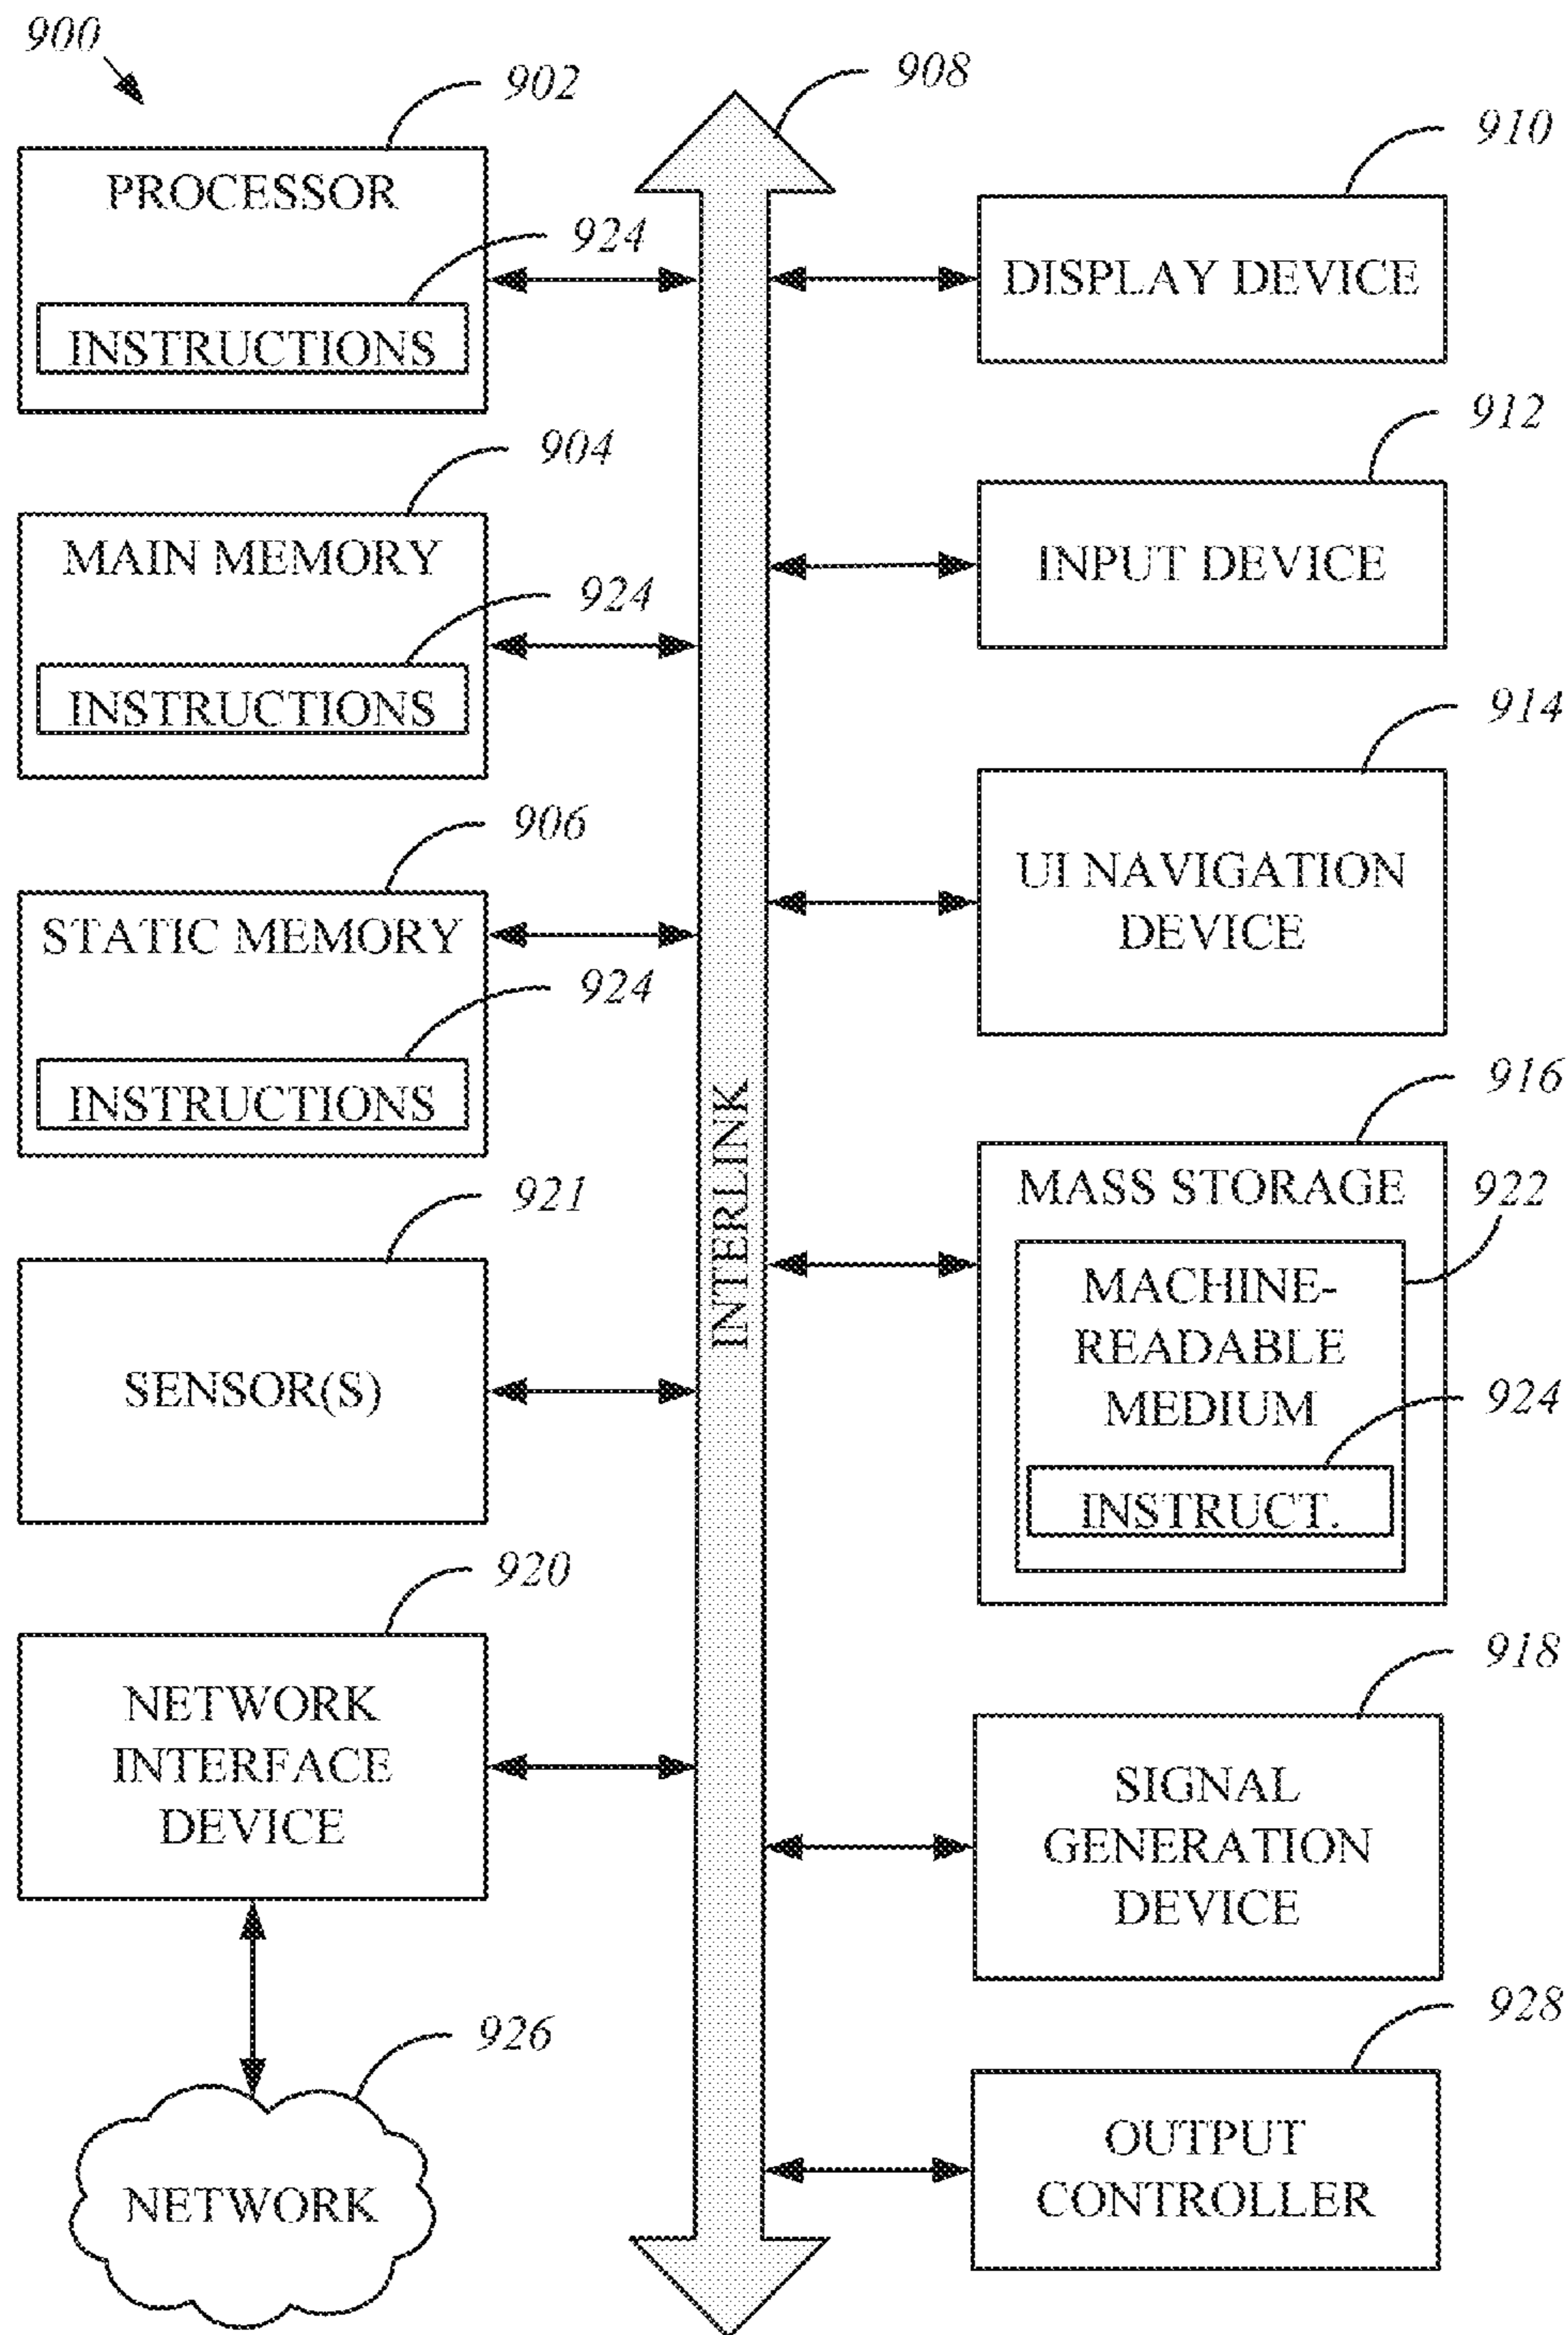 900
902
PROCESSOR
924
INSTRUCTIONS
904
MAIN MEMORY
924
INSTRUCTIONS
906
STATIC MEMORY
924
INSTRUCTIONS
921
SENSOR(S)
920
NETWORK
INTERFACE
DEVICE
926
NETWORK
908
INTERLINK
910
DISPLAY DEVICE
912
INPUT DEVICE
914
UI NAVIGATION
DEVICE
916
MASS STORAGE
922
MACHINE-
READABLE
MEDIUM
924
INSTRUCT.
918
SIGNAL
GENERATION
DEVICE
928
OUTPUT
CONTROLLER